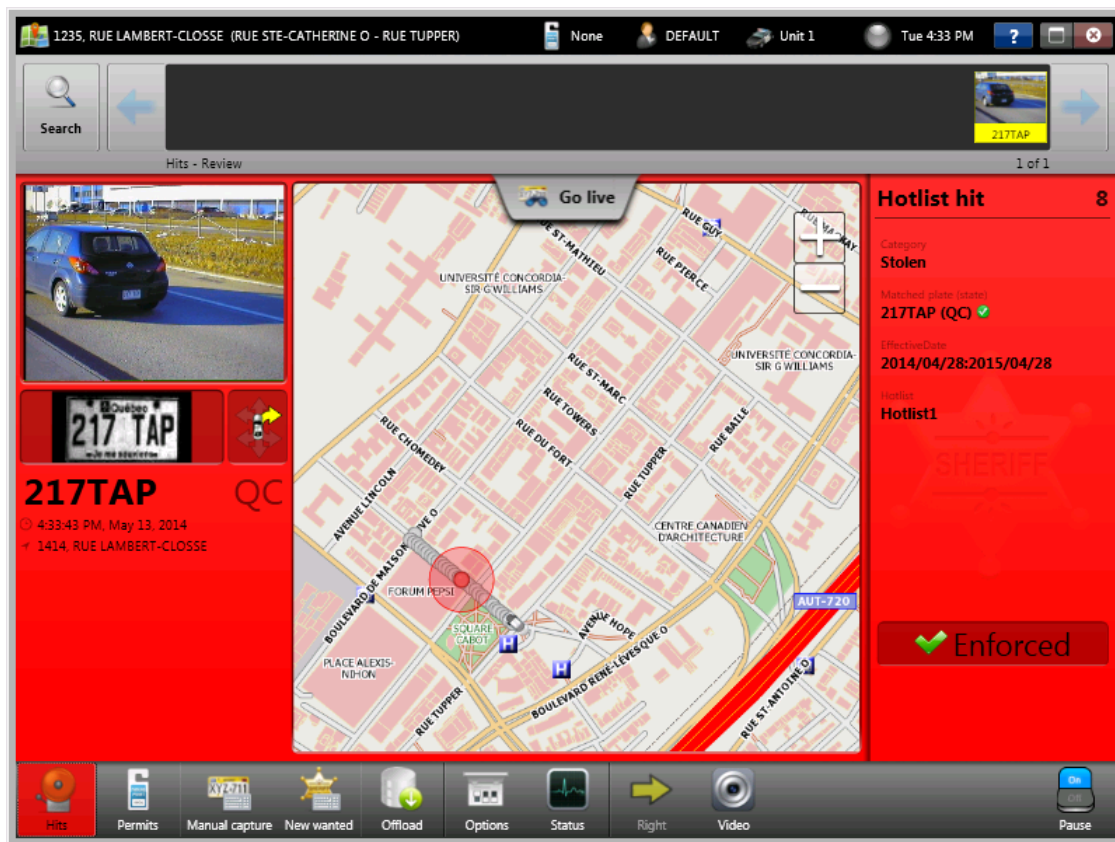 1235, RUE LAMBERT-CLOSSE (RUE STE-CATHERINE O - RUE TUPPER)
None
DEFAULT
Unit 1
Tue 4:33 PM
?
Search
217TAP
Hits - Review
1 of 1
Go live
Hotlist hit
8
Category
Stolen
Matched plate (state)
217TAP (QC)
EffectiveDate
2014/04/28:2015/04/28
Hotlist
Hotlist1
SHERIFF
Enforced
Québec
217 TAP
Je me souviens
217TAP
QC
4:33:43 PM, May 13, 2014
1414, RUE LAMBERT-CLOSSE
RUE GUY
RUE MACKAY
RUE ST-MATHIEU
RUE PIERCE
UNIVERSITÉ CONCORDIA-
SIR G WILLIAMS
UNIVERSITÉ CONCORDIA-
SIR G WILLIAMS
RUE ST-MARC
RUE TOWERS
RUE BAILE
RUE CHOMEDEY
RUE DU FORT
RUE TUPPER
AVENUE LINCOLN
CENTRE CANADIEN
D'ARCHITECTURE
BOULEVARD DE MAISON VE O
FORUM PEPSI
AUT-720
SQUARE
CABOT
AVENUE HOPE
H
H
PLACE ALEXIS-
NIHON
BOULEVARD RENÉ-LÉVESQUE O
RUE TUPPER
RUE ST-ANTOINE O
Hits
Permits
XYZ-711
Manual capture
New wanted
Offload
Options
Status
Right
Video
On
Off
Pause